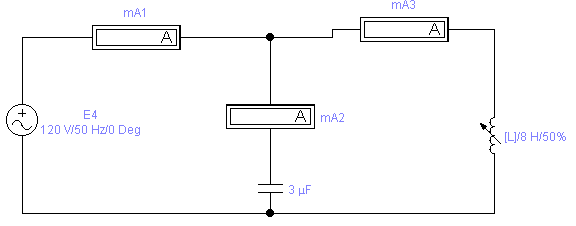 mA1
mA3
A
A
E4
120 V/50 Hz/0 Deg
A
mA2
[L]/8 H/50%
3 µF